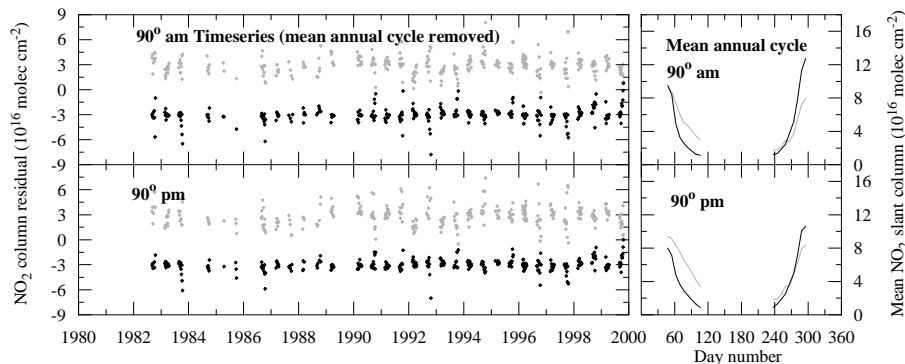 9
6
3
0
-3
-6
-9
90° am Timeseries (mean annual cycle removed)
Mean annual cycle
90° am
16
12
8
4
0
6
3
0
-3
-6
-9
90° pm
90° pm
16
12
8
4
0
1980 1982 1984 1986 1988 1990 1992 1994 1996 1998 2000
0 60 120 180 240 300 360
Day number
NO2 column residual (10^16 molec cm-2)
Mean NO2 slant column (10^16 molec cm-2)